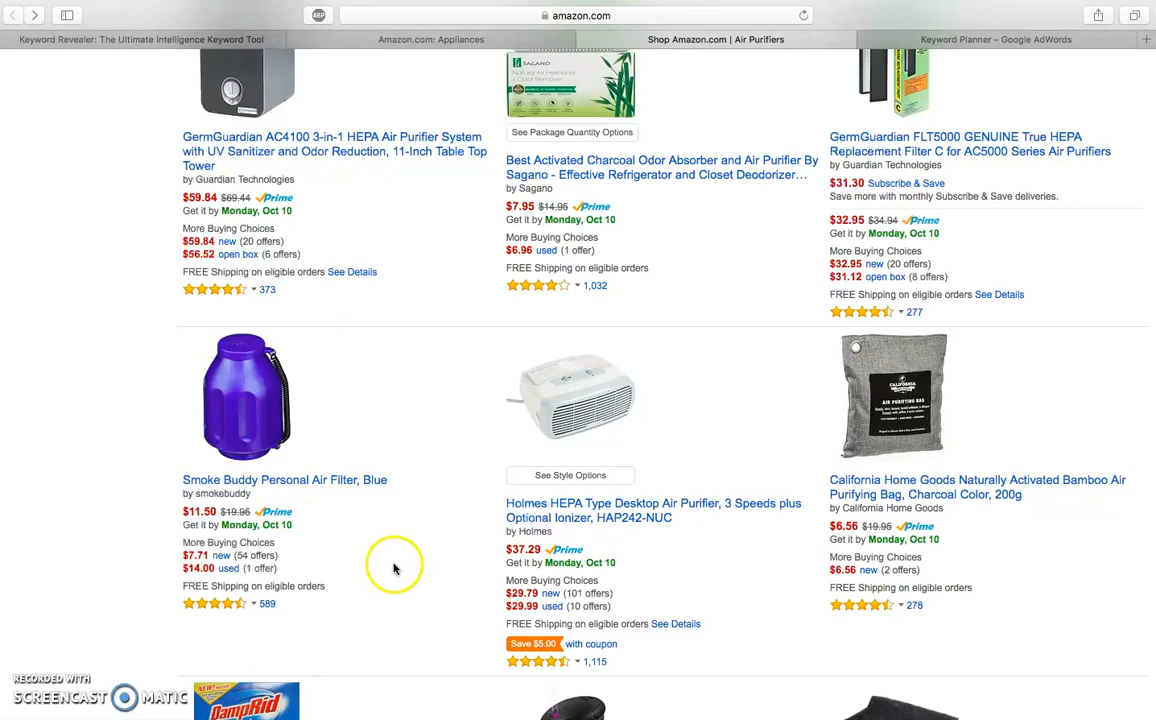 ABP
amazon.com
Keyword Revealer: The Ultimate Intelligence Keyword Tool
Amazon.com: Appliances
Shop Amazon.com | Air Purifiers
Keyword Planner – Google AdWords
GermGuardian AC4100 3-in-1 HEPA Air Purifier System
with UV Sanitizer and Odor Reduction, 11-Inch Table Top
Tower
by Guardian Technologies
$59.84 $69.44 Prime
Get it by Monday, Oct 10
More Buying Choices
$59.84 new (20 offers)
$56.52 open box (6 offers)
FREE Shipping on eligible orders See Details
373
SAGANO
Natural Air Freshener
& Odor Remover
See Package Quantity Options
Best Activated Charcoal Odor Absorber and Air Purifier By
Sagano - Effective Refrigerator and Closet Deodorizer…
by Sagano
$7.95 $14.95 Prime
Get it by Monday, Oct 10
More Buying Choices
$6.96 used (1 offer)
FREE Shipping on eligible orders
1,032
GermGuardian FLT5000 GENUINE True HEPA
Replacement Filter C for AC5000 Series Air Purifiers
by Guardian Technologies
$31.30 Subscribe & Save
Save more with monthly Subscribe & Save deliveries.
$32.95 $34.94 Prime
Get it by Monday, Oct 10
More Buying Choices
$32.95 new (20 offers)
$31.12 open box (8 offers)
FREE Shipping on eligible orders See Details
277
Smoke Buddy Personal Air Filter, Blue
by smokebuddy
$11.50 $19.95 Prime
Get it by Monday, Oct 10
More Buying Choices
$7.71 new (54 offers)
$14.00 used (1 offer)
FREE Shipping on eligible orders
589
See Style Options
Holmes HEPA Type Desktop Air Purifier, 3 Speeds plus
Optional Ionizer, HAP242-NUC
by Holmes
$37.29 Prime
Get it by Monday, Oct 10
More Buying Choices
$29.79 new (101 offers)
$29.99 used (10 offers)
FREE Shipping on eligible orders See Details
Save $5.00 with coupon
1,115
CALIFORNIA
AIR PURIFYING BAG
California Home Goods Naturally Activated Bamboo Air
Purifying Bag, Charcoal Color, 200g
by California Home Goods
$6.56 $19.95 Prime
Get it by Monday, Oct 10
More Buying Choices
$6.56 new (2 offers)
FREE Shipping on eligible orders
278
RECORDED WITH
SCREENCAST MATIC
DampRid